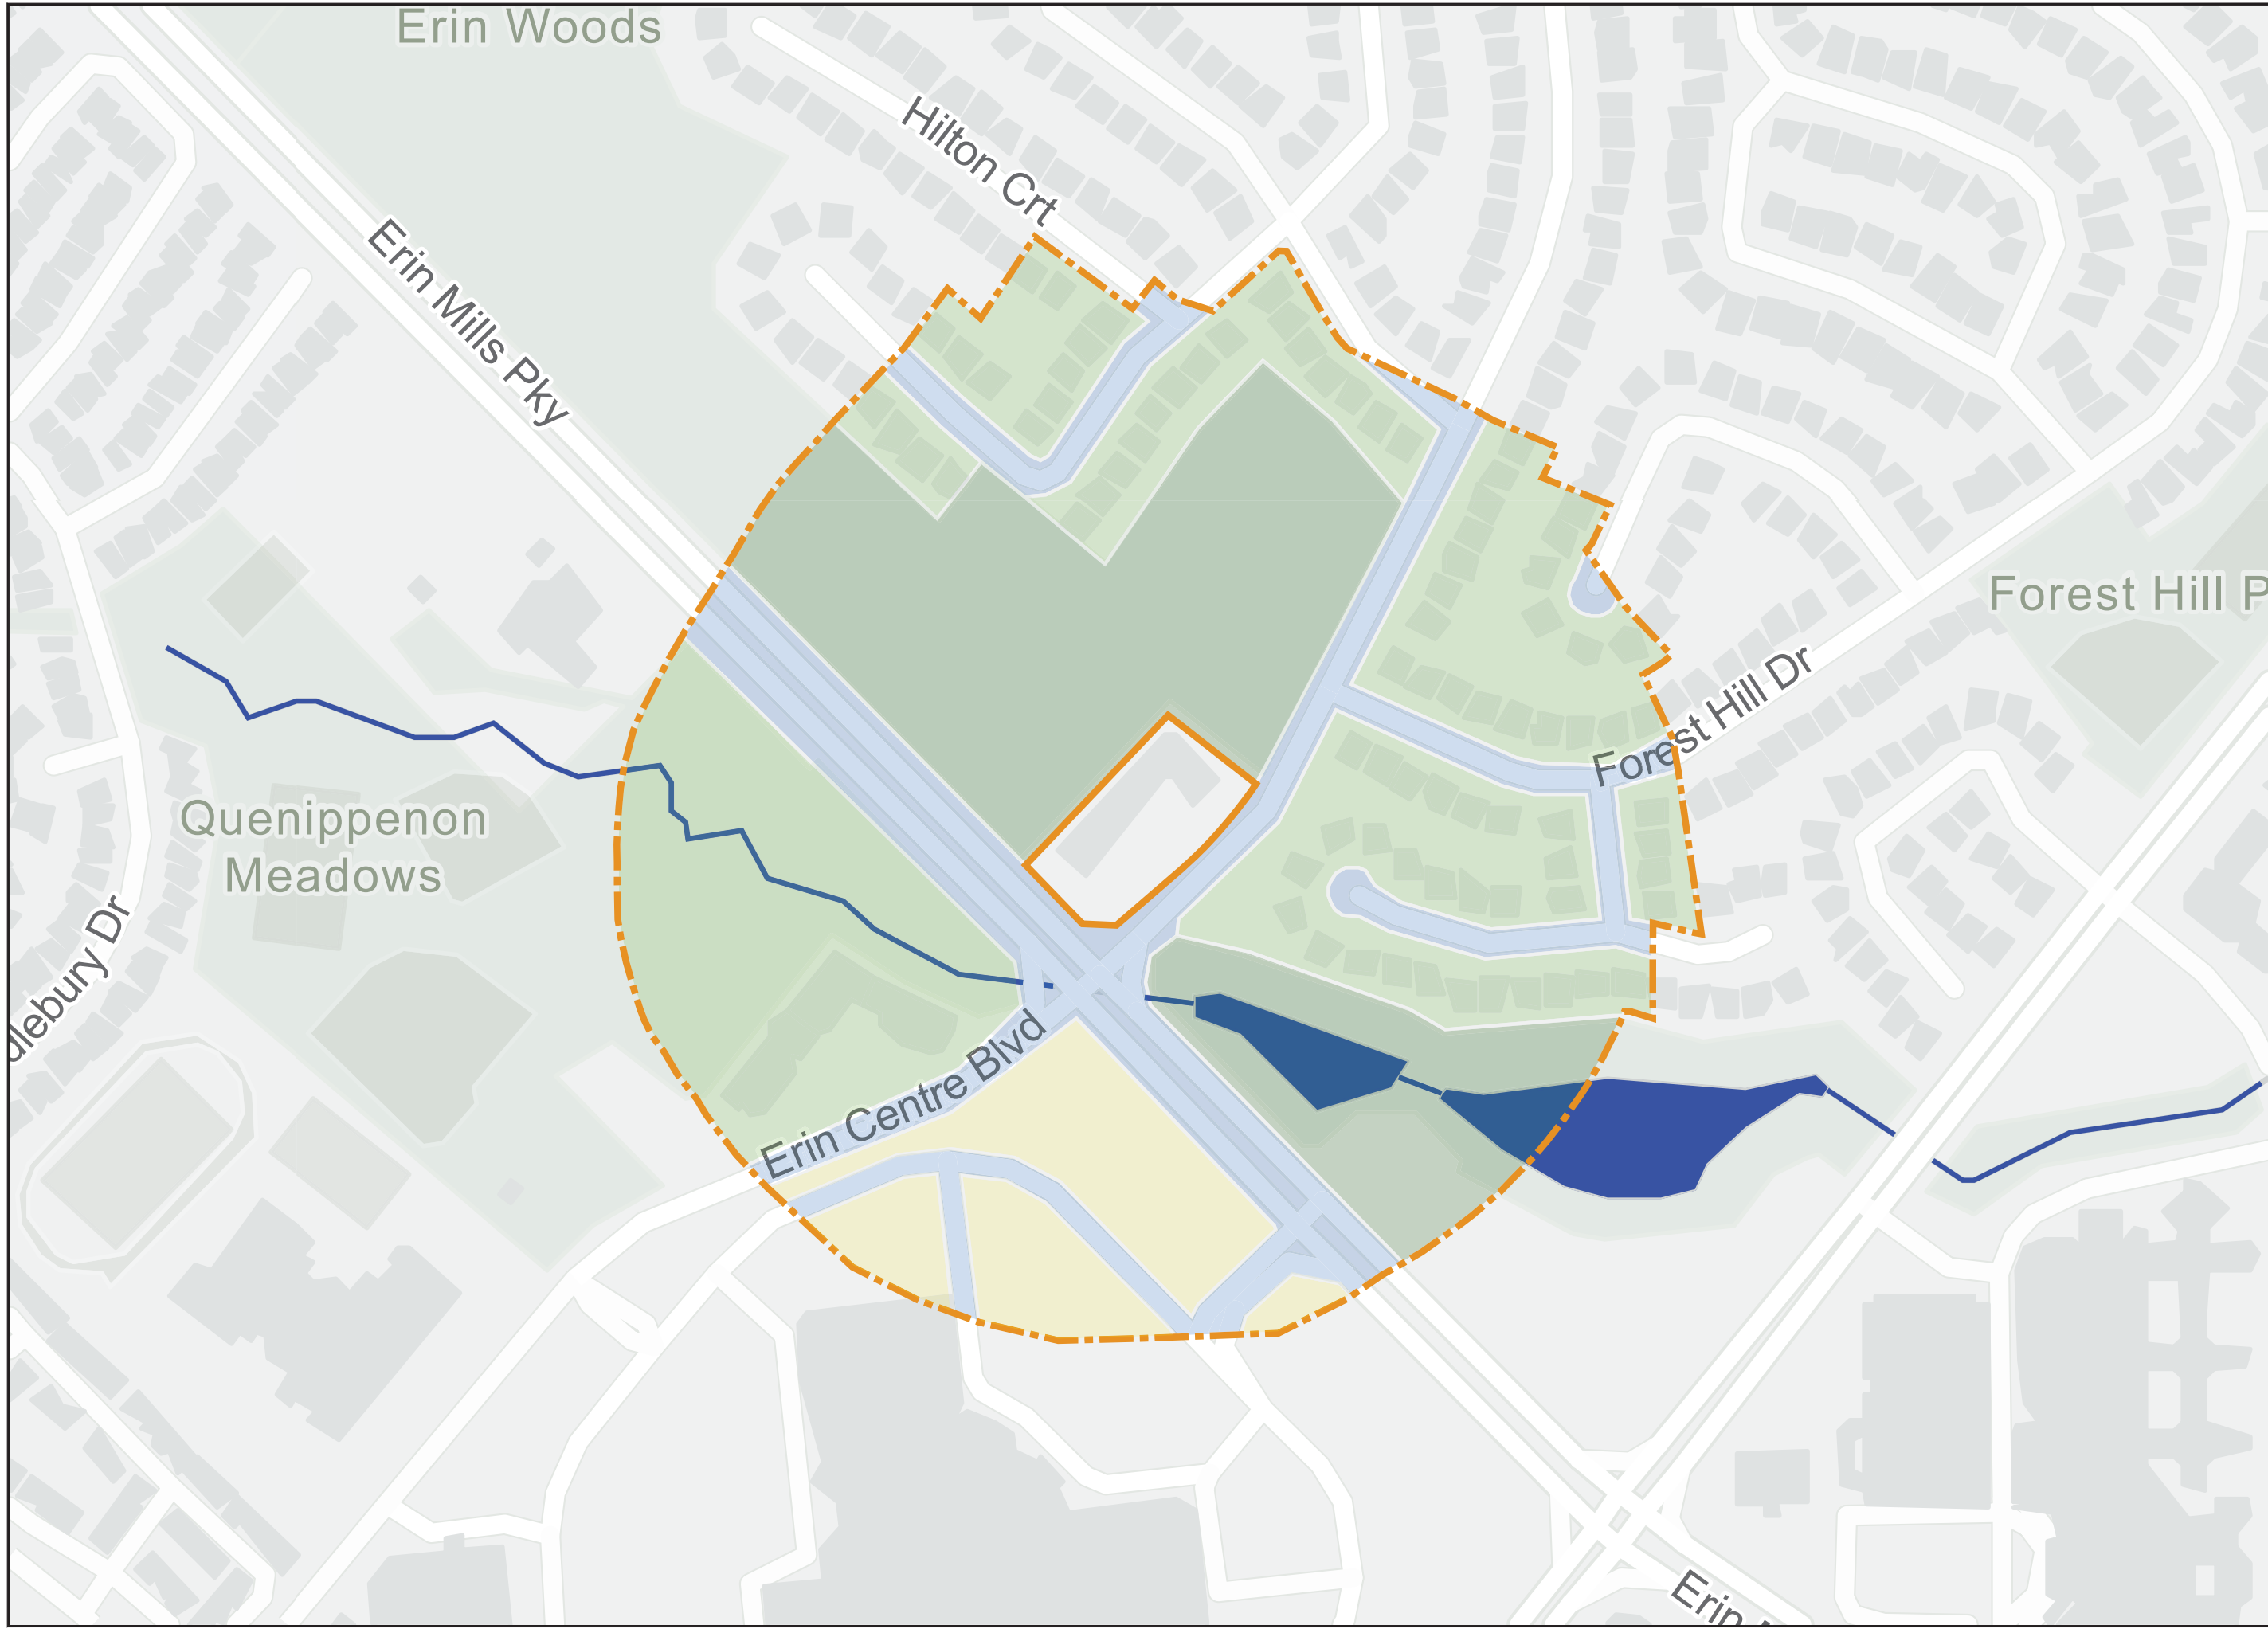 Erin Woods
Hilton Crt
Erin Mills Pky
Forest Hill P
Forest Hill Dr
Quenippenon
Meadows
dlebury Dr
Erin Centre Blvd
Erin